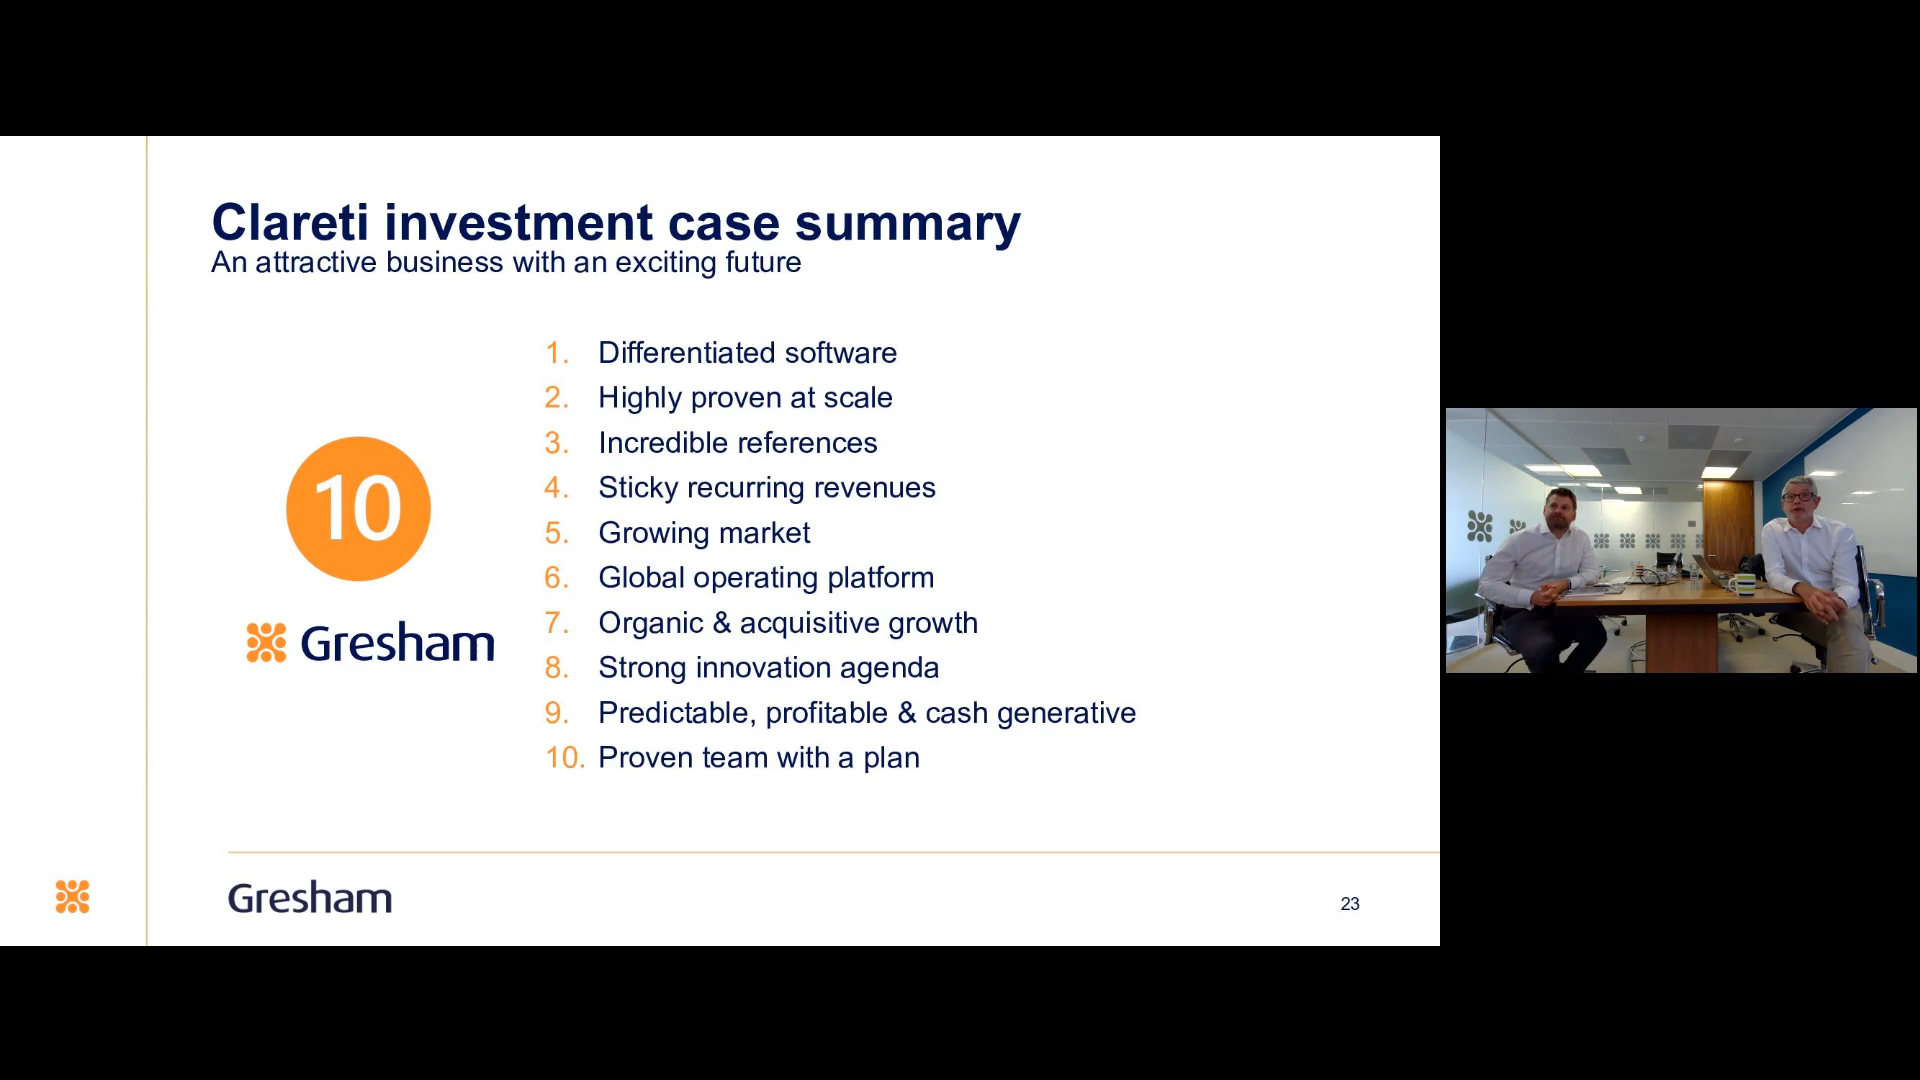 Clareti investment case summary
An attractive business with an exciting future
10
Gresham
1. Differentiated software
2. Highly proven at scale
3. Incredible references
4. Sticky recurring revenues
5. Growing market
6. Global operating platform
7. Organic & acquisitive growth
8. Strong innovation agenda
9. Predictable, profitable & cash generative
10. Proven team with a plan
Gresham
23